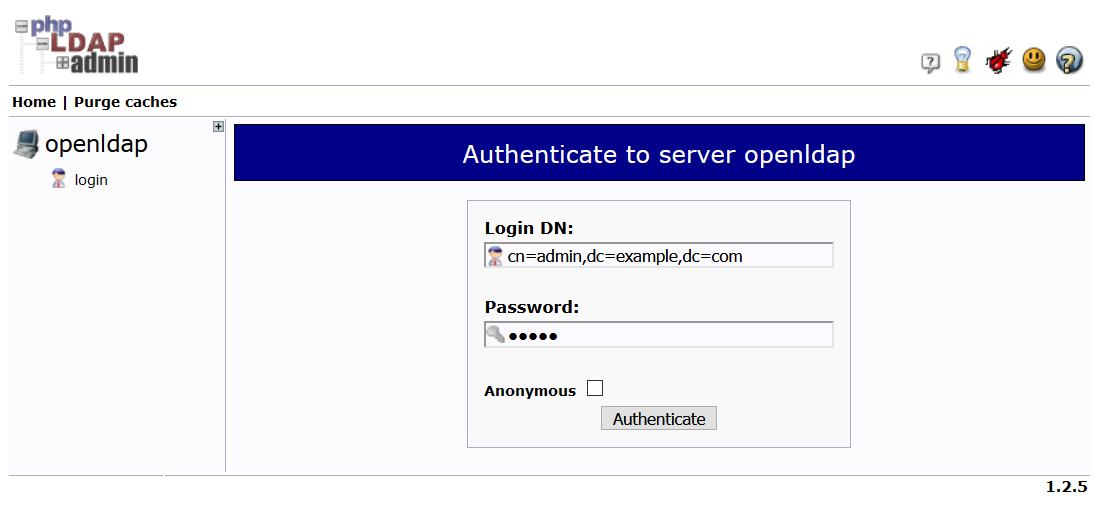 php
LDAP
admin
Home | Purge caches
openldap
login
Authenticate to server openldap
Login DN:
cn=admin,dc=example,dc=com
Password:
●●●●●
Anonymous
Authenticate
1.2.5